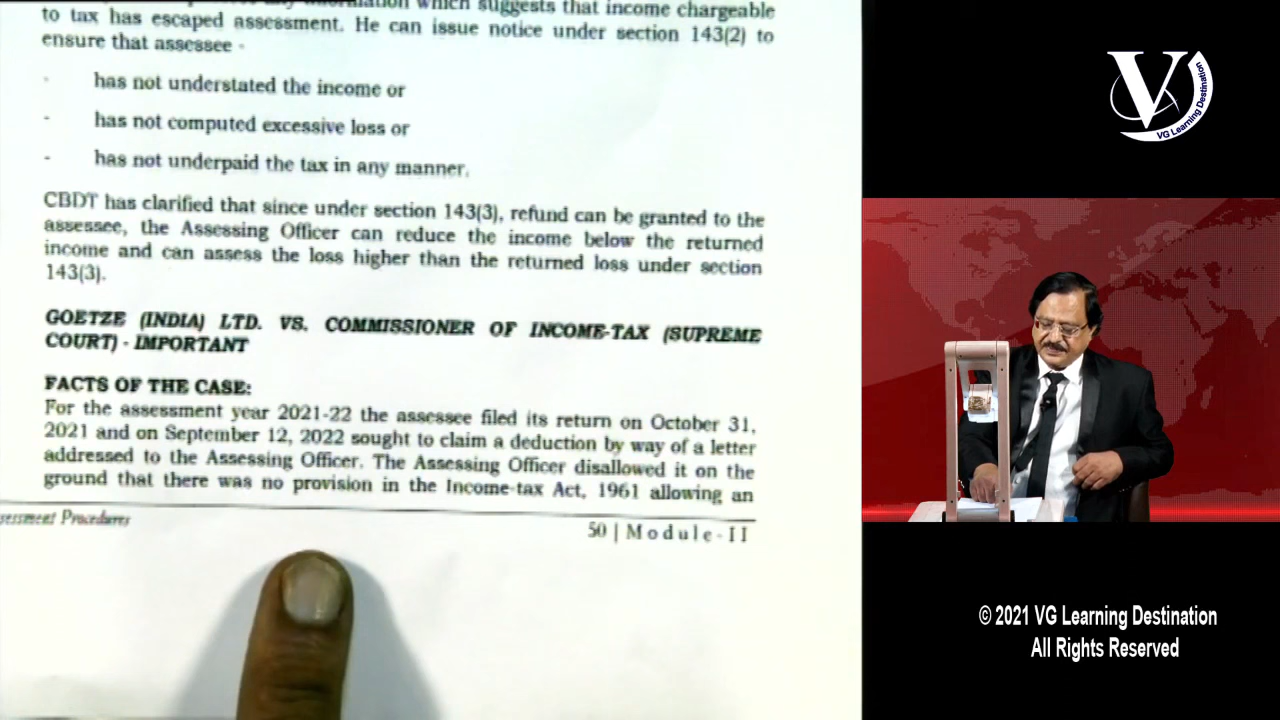 which suggests that income chargeable
to tax has escaped assessment. He can issue notice under section 143(2) to
ensure that assessee -
- has not understated the income or
- has not computed excessive loss or
- has not underpaid the tax in any manner.
CBDT has clarified that since under section 143(3), refund can be granted to the
assessee, the Assessing Officer can reduce the income below the returned
income and can assess the loss higher than the returned loss under section
143(3).
GOETZE (INDIA) LTD. VS. COMMISSIONER OF INCOME-TAX (SUPREME
COURT) - IMPORTANT
FACTS OF THE CASE:
For the assessment year 2021-22 the assessee filed its return on October 31,
2021 and on September 12, 2022 sought to claim a deduction by way of a letter
addressed to the Assessing Officer. The Assessing Officer disallowed it on the
ground that there was no provision in the Income-tax Act, 1961 allowing an
Procedures
50 | Module-II
V
VG Learning Destination
© 2021 VG Learning Destination
All Rights Reserved